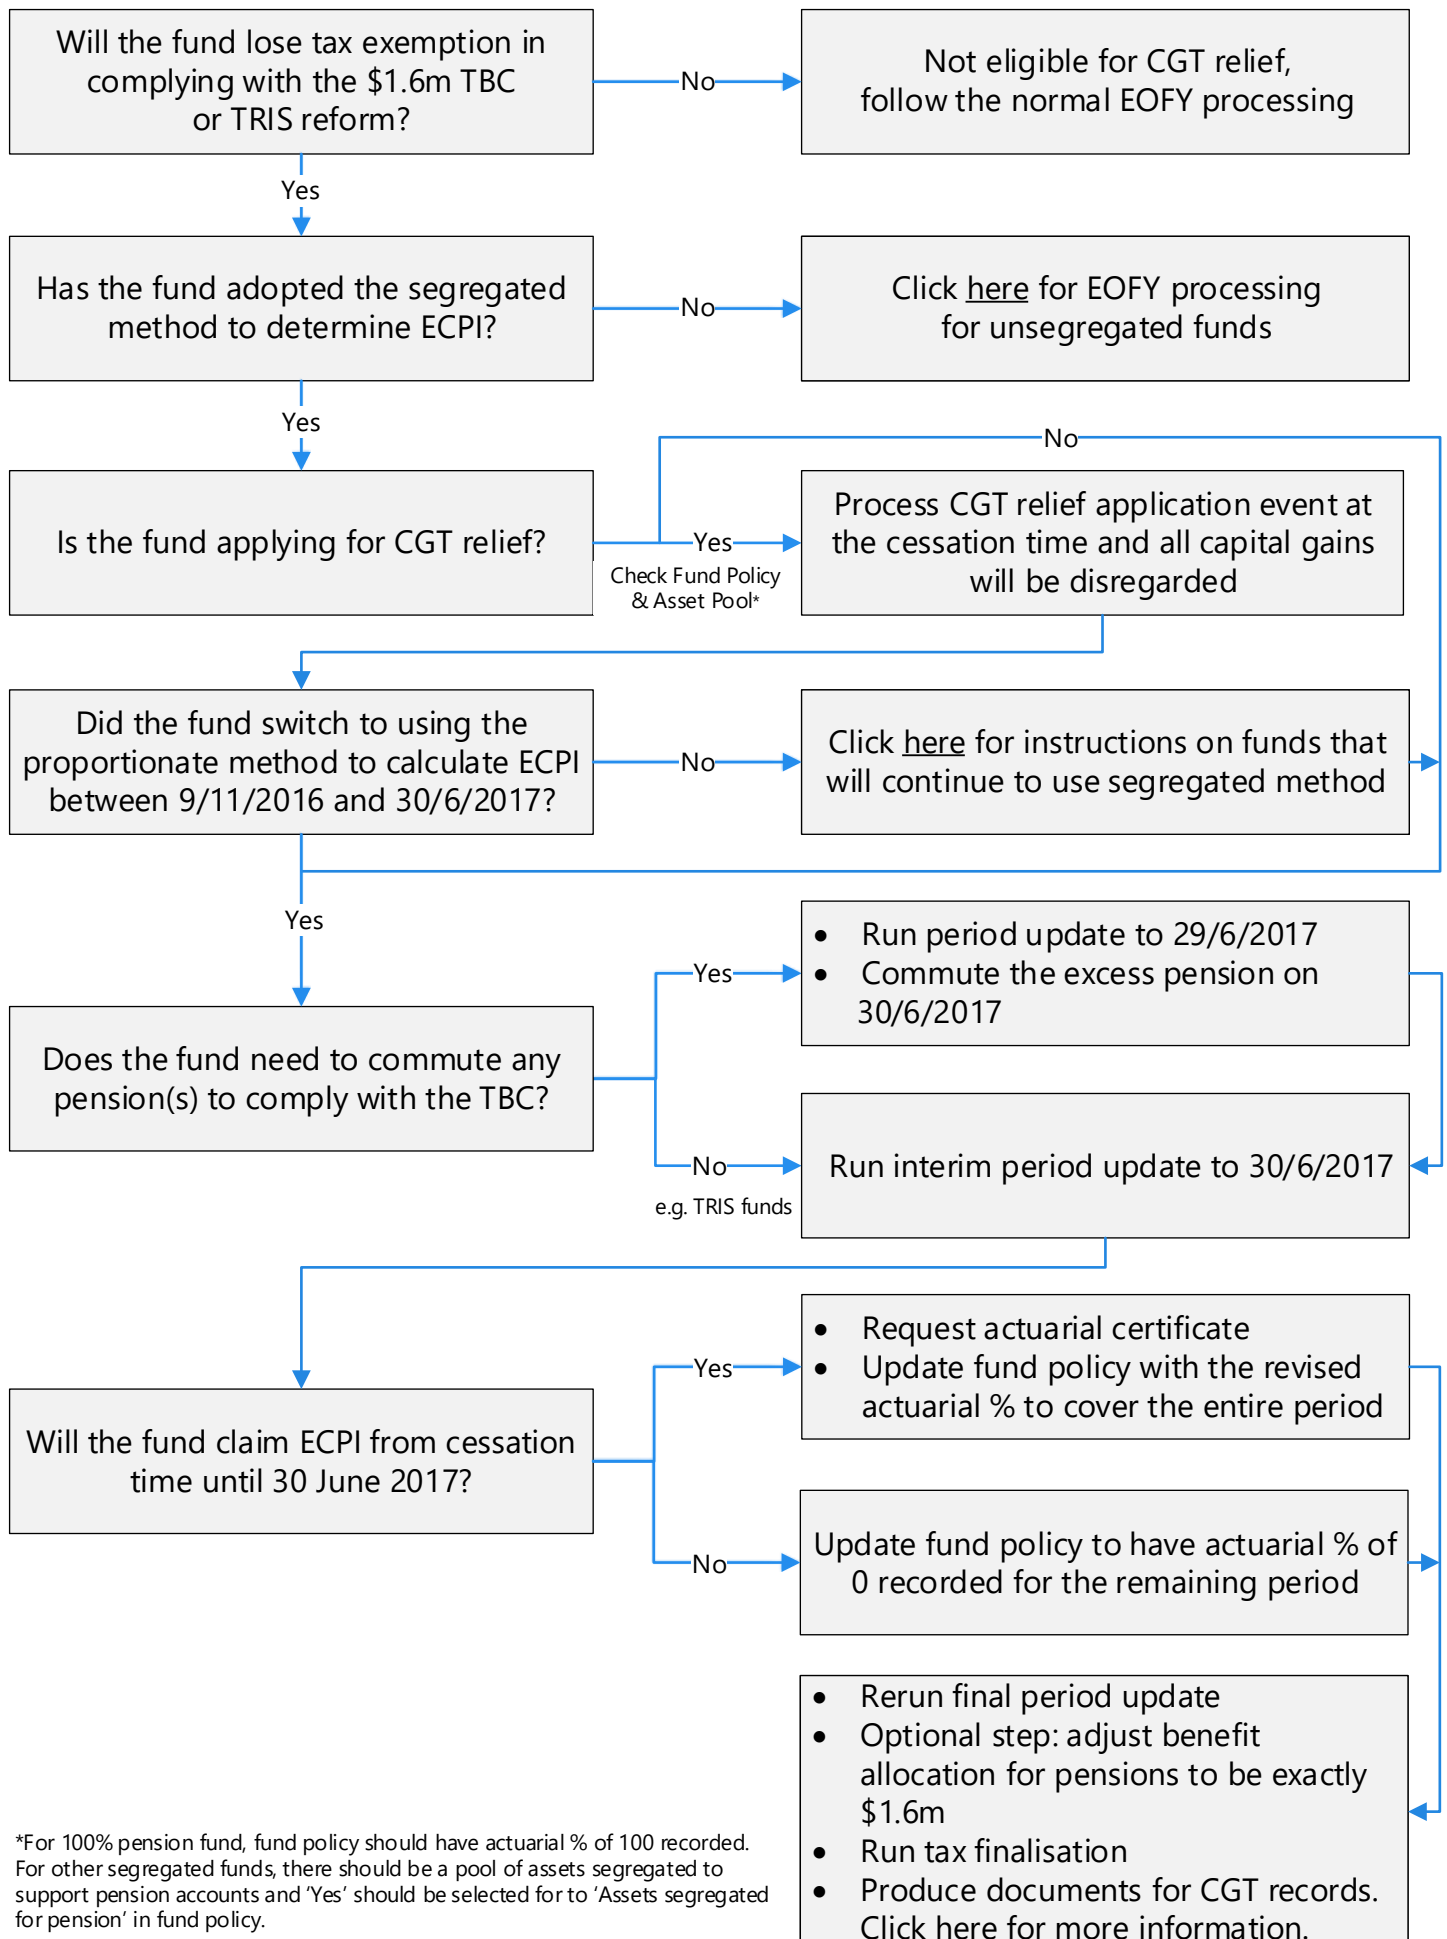 Will the fund lose tax exemption in
complying with the $1.6m TBC
or TRIS reform?
No
Not eligible for CGT relief,
follow the normal EOFY processing
Yes
Has the fund adopted the segregated
method to determine ECPI?
No
Click here for EOFY processing
for unsegregated funds
Yes
No
Is the fund applying for CGT relief?
Yes
Check Fund Policy
& Asset Pool*
Process CGT relief application event at
the cessation time and all capital gains
will be disregarded
Did the fund switch to using the
proportionate method to calculate ECPI
between 9/11/2016 and 30/6/2017?
No
Click here for instructions on funds that
will continue to use segregated method
Yes
Does the fund need to commute any
pension(s) to comply with the TBC?
Yes
• Run period update to 29/6/2017
• Commute the excess pension on
30/6/2017
No
e.g. TRIS funds
Run interim period update to 30/6/2017
Will the fund claim ECPI from cessation
time until 30 June 2017?
Yes
• Request actuarial certificate
• Update fund policy with the revised
actuarial % to cover the entire period
No
Update fund policy to have actuarial % of
0 recorded for the remaining period
• Rerun final period update
• Optional step: adjust benefit
allocation for pensions to be exactly
$1.6m
• Run tax finalisation
• Produce documents for CGT records.
Click here for more information.
*For 100% pension fund, fund policy should have actuarial % of 100 recorded.
For other segregated funds, there should be a pool of assets segregated to
support pension accounts and ‘Yes’ should be selected for to ‘Assets segregated
for pension’ in fund policy.